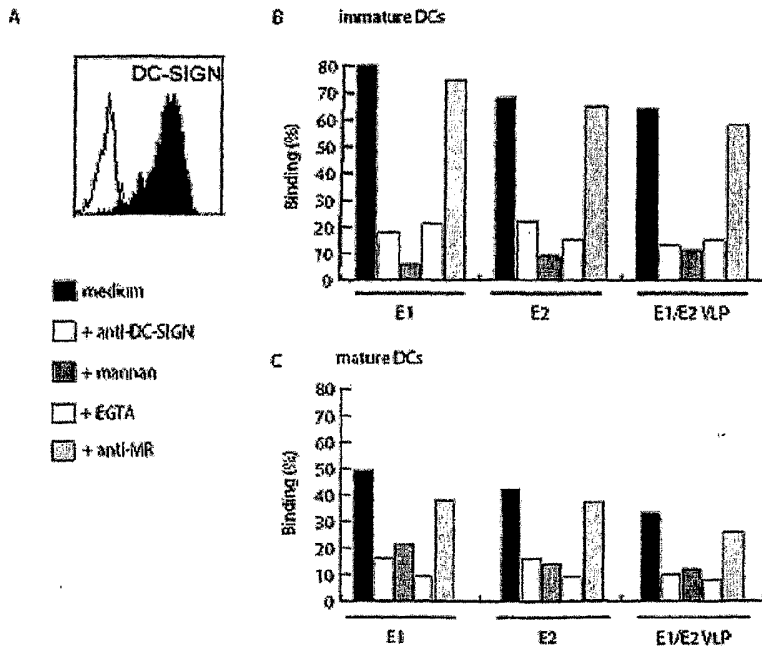 A
DC-SIGN
medium
+ anti-DC-SIGN
+ mannan
+ EGTA
+ anti-MR
B immature DCs
Binding (%)
80
70
60
50
40
30
20
10
0
E1 E2 E1/E2 VLP
C mature DCs
Binding (%)
80
70
60
50
40
30
20
10
0
E1 E2 E1/E2 VLP